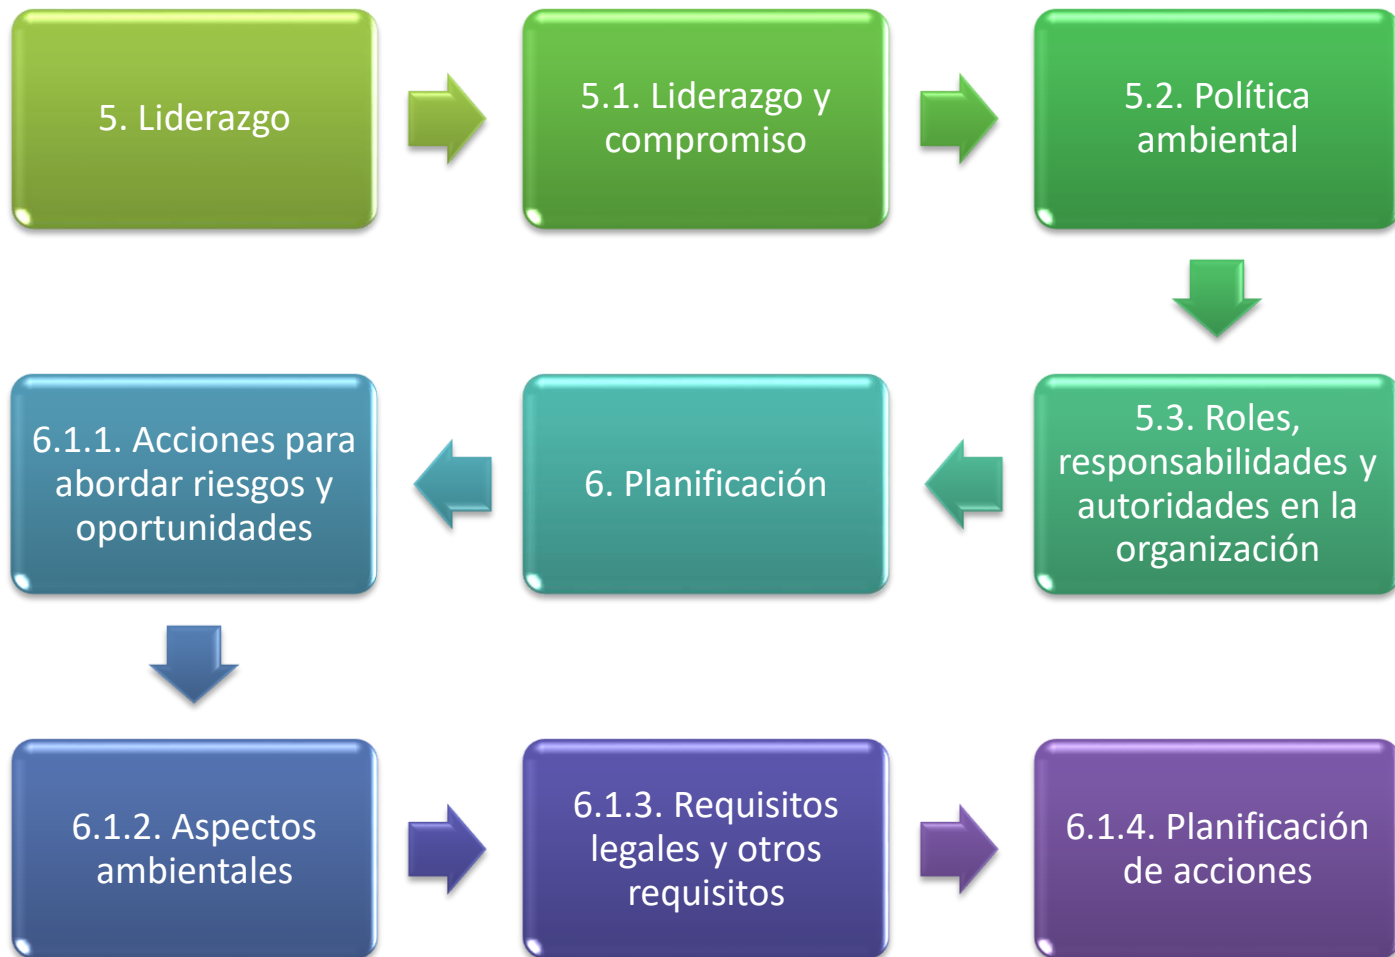 5. Liderazgo
5.1. Liderazgo y
compromiso
5.2. Política
ambiental
5.3. Roles,
responsabilidades y
autoridades en la
organización
6. Planificación
6.1.1. Acciones para
abordar riesgos y
oportunidades
6.1.2. Aspectos
ambientales
6.1.3. Requisitos
legales y otros
requisitos
6.1.4. Planificación
de acciones